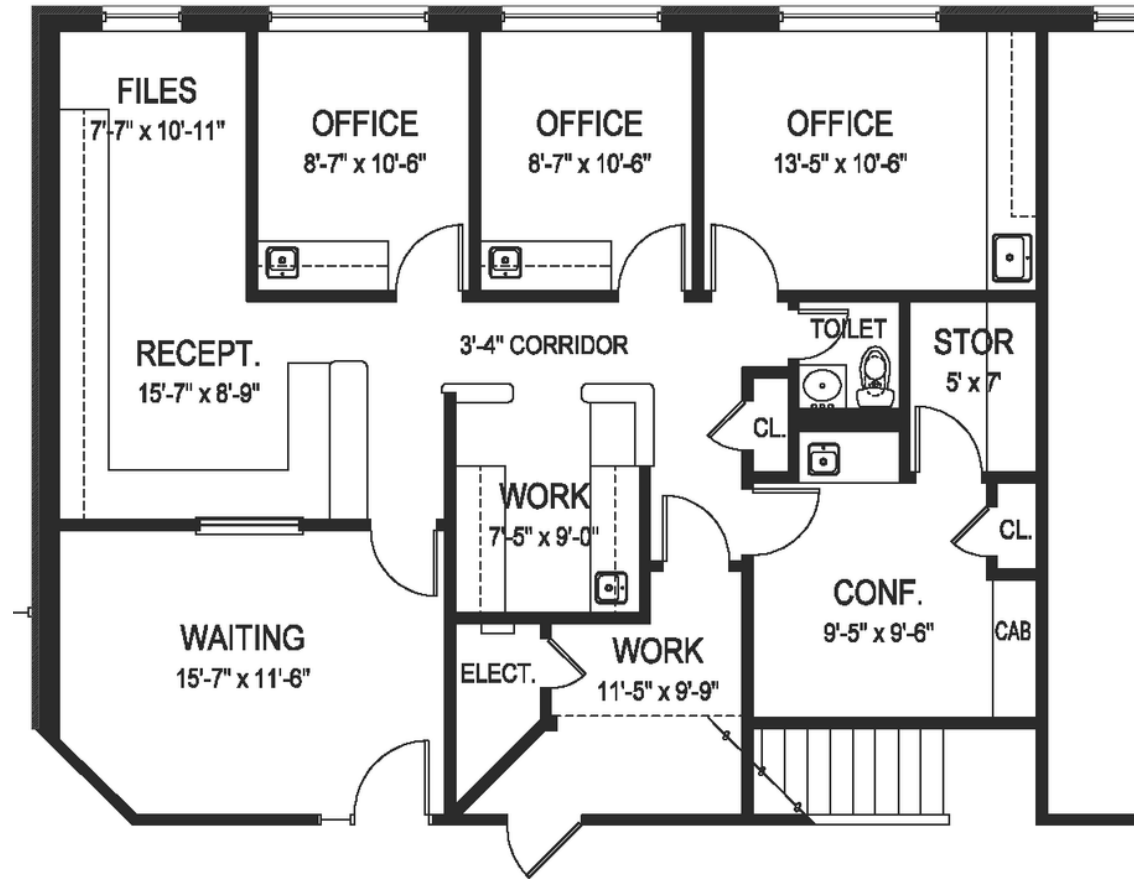 FILES
7'-7" x 10'-11"
OFFICE
8'-7" x 10'-6"
OFFICE
8'-7" x 10'-6"
OFFICE
13'-5" x 10'-6"
RECEPT.
15'-7" x 8'-9"
3'-4" CORRIDOR
TOILET
STOR
5' x 7'
CL.
WORK
7'-5" x 9'-0"
CL.
CONF.
9'-5" x 9'-6"
CAB
WAITING
15'-7" x 11'-6"
ELECT.
WORK
11'-5" x 9'-9"